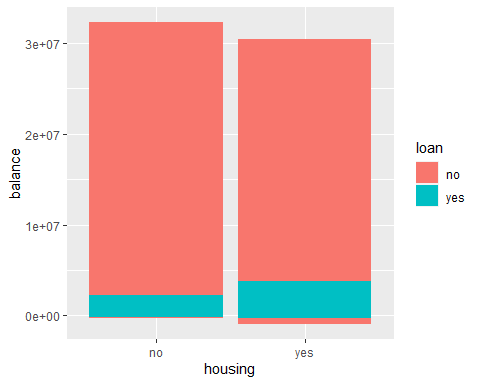 3e+07
2e+07
1e+07
0e+00
balance
no
yes
housing
loan
no
yes